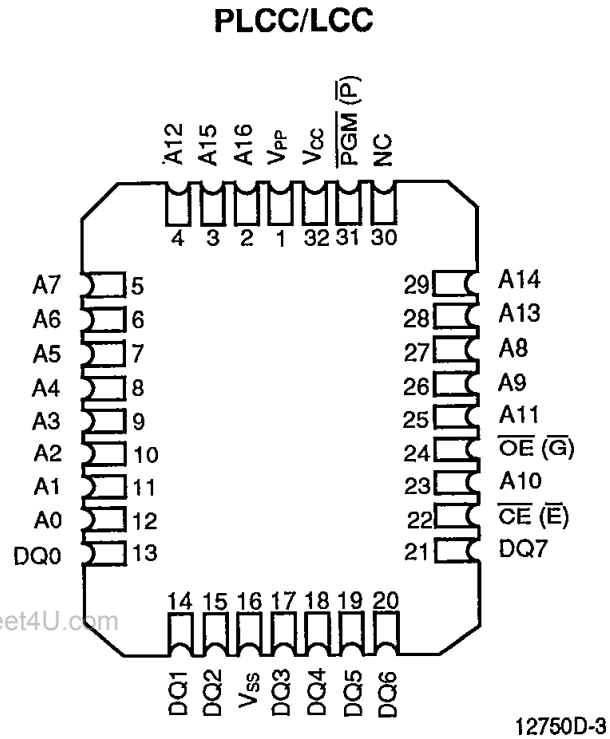 PLCC/LCC
A12 A15 A16 VPP VCC PGM (P) NC
4 3 2 1 32 31 30
A7 5 29 A14
A6 6 28 A13
A5 7 27 A8
A4 8 26 A9
A3 9 25 A11
A2 10 24 OE (G)
A1 11 23 A10
A0 12 22 CE (E)
DQ0 13 21 DQ7
14 15 16 17 18 19 20
eet4U.com
DQ1 DQ2 VSS DQ3 DQ4 DQ5 DQ6
12750D-3